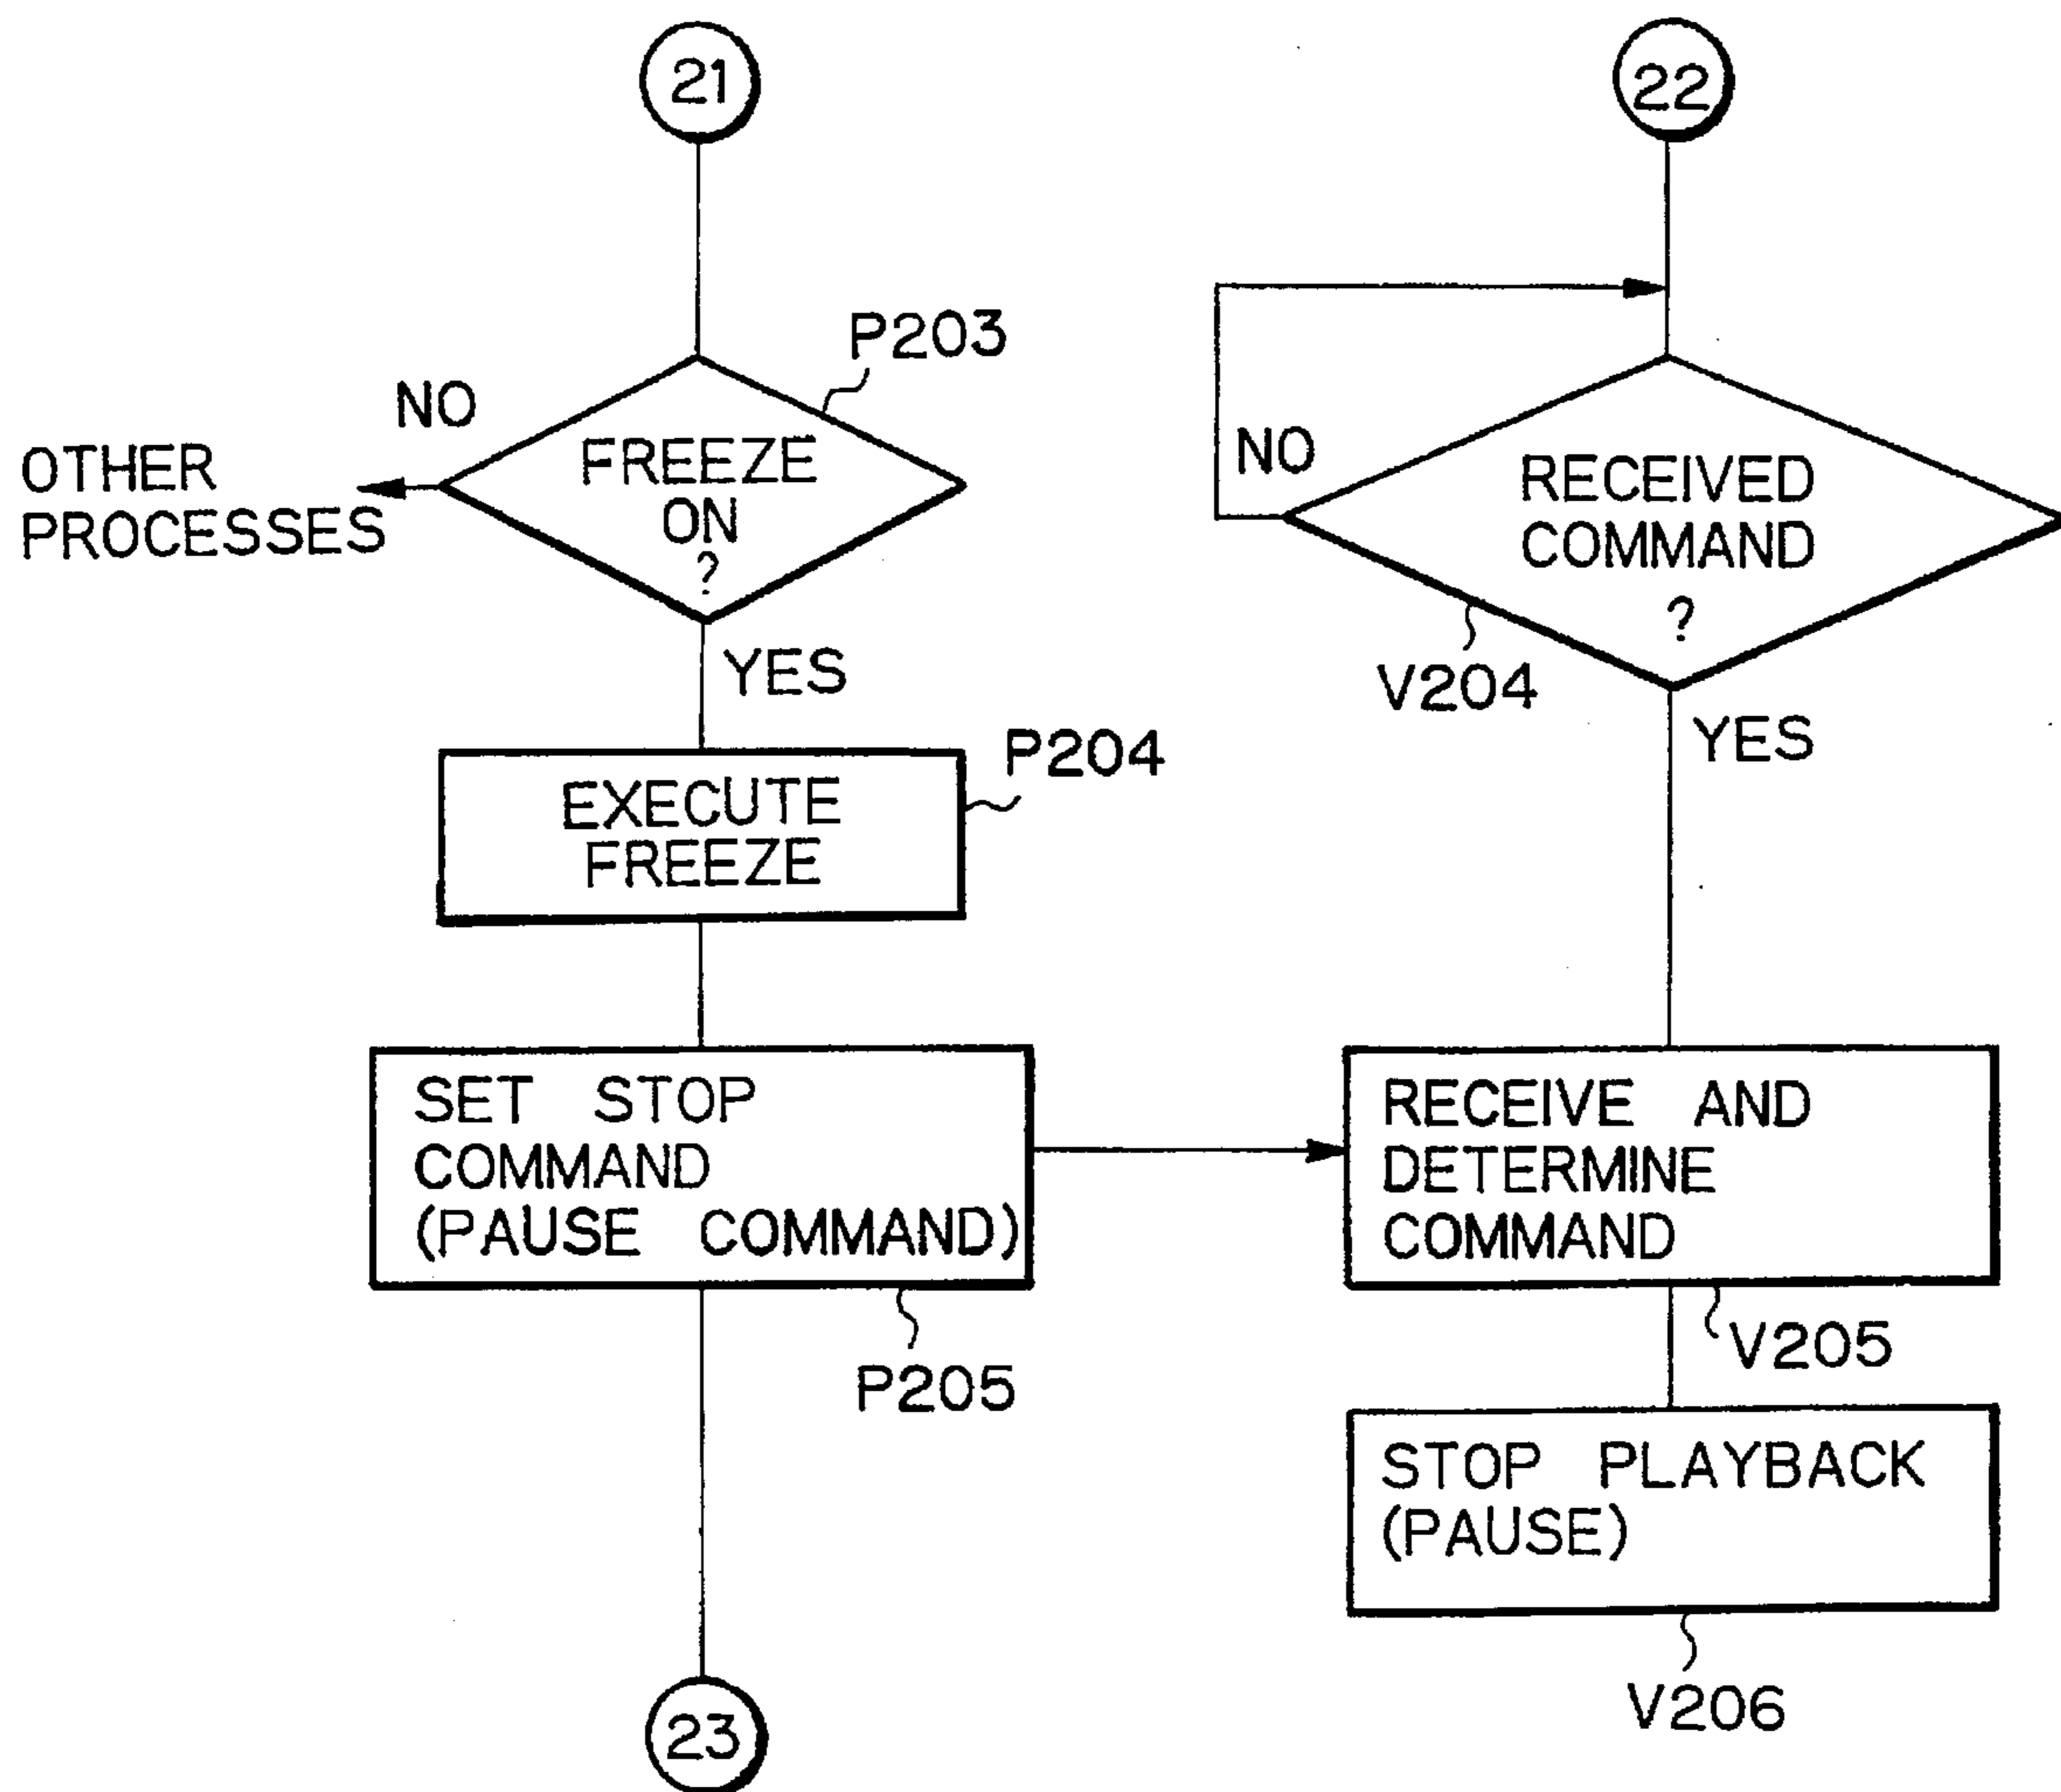 21
22
P203
NO
OTHER
PROCESSES
FREEZE
ON
?
YES
NO
RECEIVED
COMMAND
?
V204
YES
P204
EXECUTE
FREEZE
SET STOP
COMMAND
(PAUSE COMMAND)
P205
RECEIVE AND
DETERMINE
COMMAND
V205
STOP PLAYBACK
(PAUSE)
V206
23